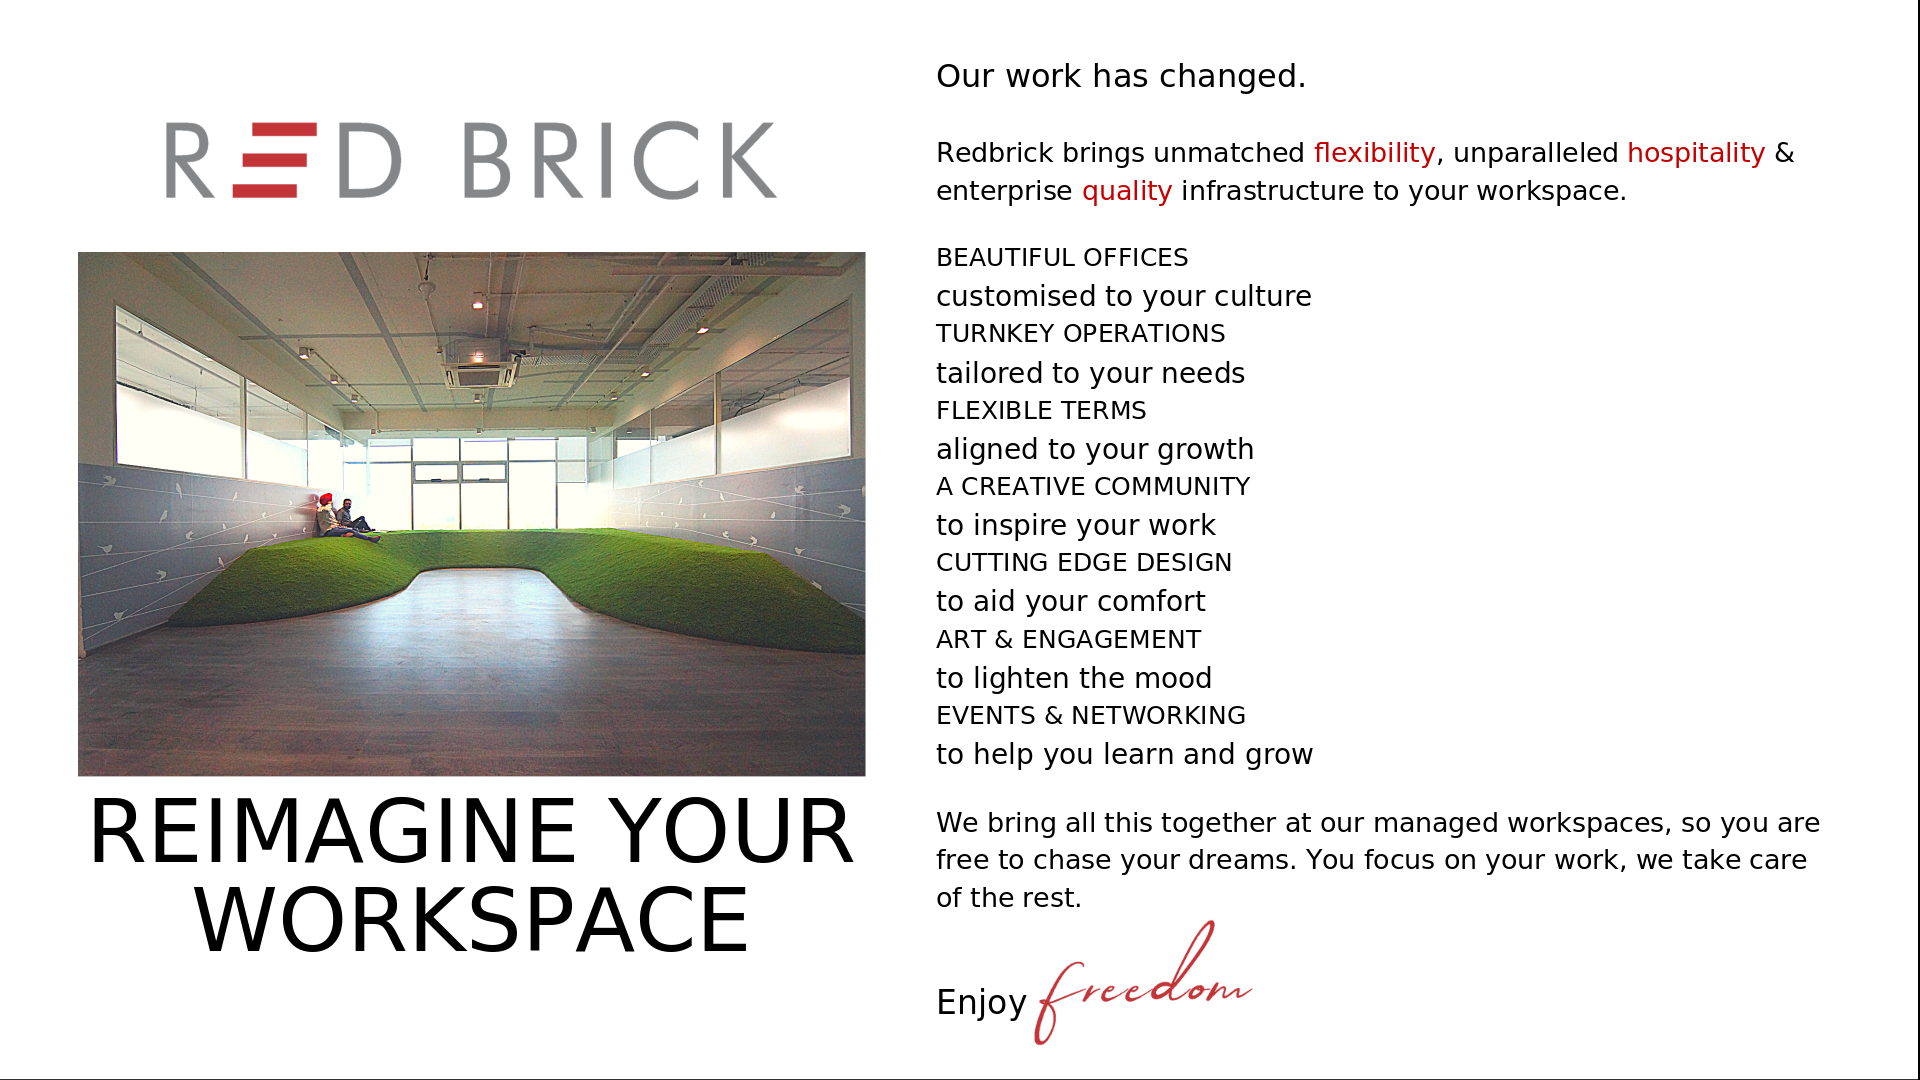 RED BRICK
REIMAGINE YOUR
WORKSPACE
Our work has changed.
Redbrick brings unmatched flexibility, unparalleled hospitality &
enterprise quality infrastructure to your workspace.
BEAUTIFUL OFFICES
customised to your culture
TURNKEY OPERATIONS
tailored to your needs
FLEXIBLE TERMS
aligned to your growth
A CREATIVE COMMUNITY
to inspire your work
CUTTING EDGE DESIGN
to aid your comfort
ART & ENGAGEMENT
to lighten the mood
EVENTS & NETWORKING
to help you learn and grow
We bring all this together at our managed workspaces, so you are
free to chase your dreams. You focus on your work, we take care
of the rest.
Enjoy freedom